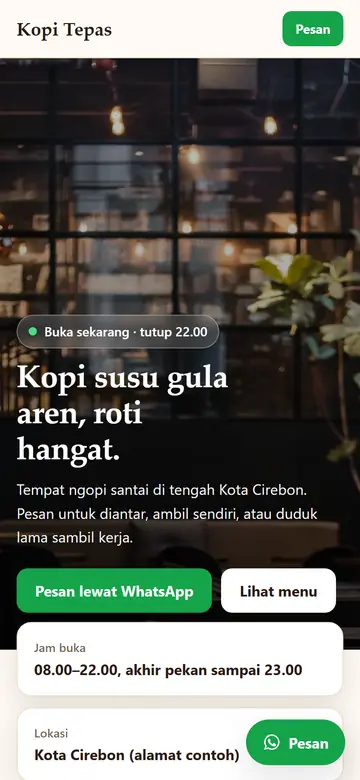 Kopi Tepas
Pesan
Buka sekarang · tutup 22.00
Kopi susu gula
aren, roti
hangat.
Tempat ngopi santai di tengah Kota Cirebon.
Pesan untuk diantar, ambil sendiri, atau duduk
lama sambil kerja.
Pesan lewat WhatsApp
Lihat menu
Jam buka
08.00–22.00, akhir pekan sampai 23.00
Lokasi
Kota Cirebon (alamat contoh)
Pesan